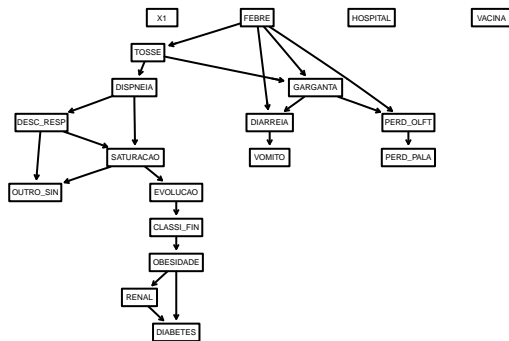 X1 FEBRE HOSPITAL VACINA
TOSSE
DISPNEIA GARGANTA
DESC_RESP DIARREIA PERD_OLFT
SATURACAO VOMITO PERD_PALA
OUTRO_SIN EVOLUCAO
CLASSI_FIN
OBESIDADE
RENAL
DIABETES